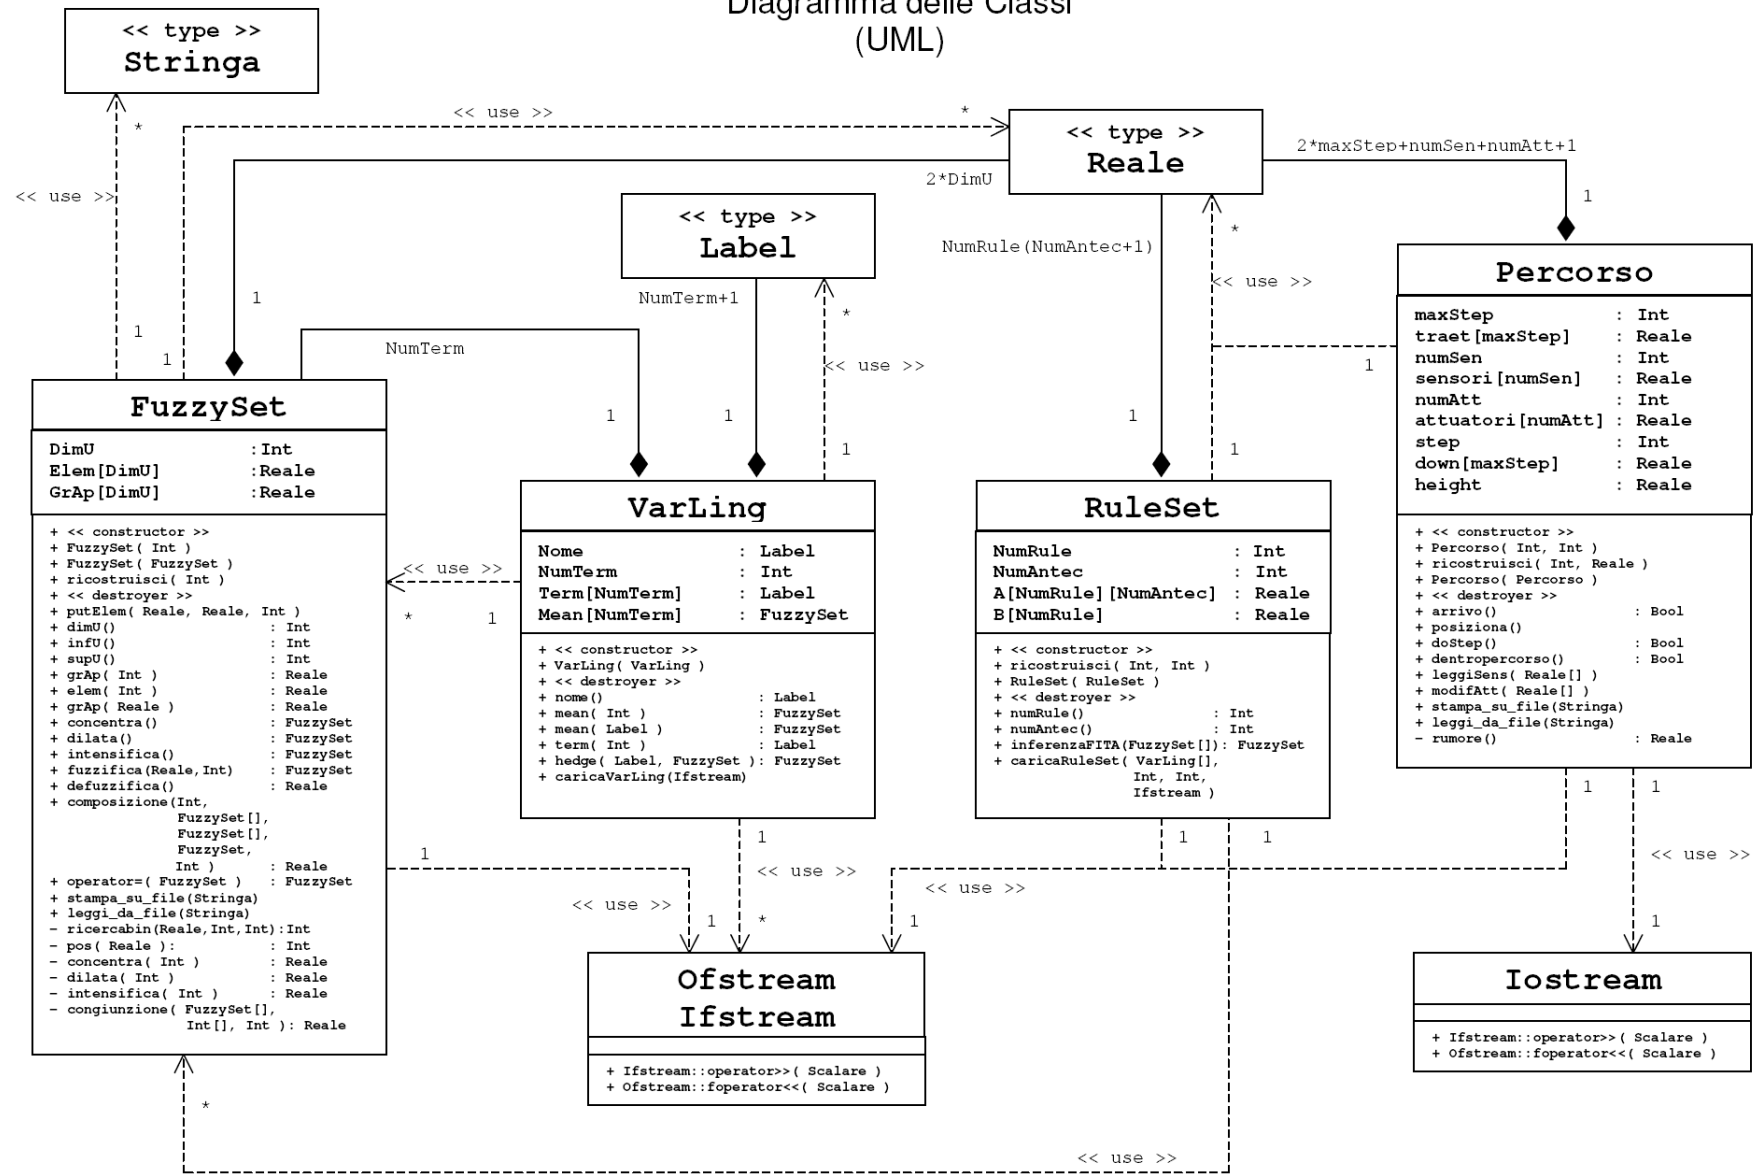 Diagramma delle Classi
(UML)
<< type >>
Stringa
<< use >>
*
1
<< use >>
*
1
<< type >>
Reale
2*DimU
1
2*maxStep+numSen+numAtt+1
1
<< type >>
Label
NumTerm+1
1
*
<< use >>
1
NumTerm
1
NumRule(NumAntec+1)
1
*
<< use >>
1
1
FuzzySet
DimU :Int
Elem[DimU] :Reale
GrAp[DimU] :Reale
+ << constructor >>
+ FuzzySet( Int )
+ FuzzySet( FuzzySet )
+ ricostruisci( Int )
+ << destroyer >>
+ putElem( Reale, Reale, Int )
+ dimU() : Int
+ infU() : Int
+ supU() : Int
+ grAp( Int ) : Reale
+ elem( Int ) : Reale
+ grAp( Reale ) : Reale
+ concentra() : FuzzySet
+ dilata() : FuzzySet
+ intensifica() : FuzzySet
+ fuzzifica(Reale,Int) : FuzzySet
+ defuzzifica() : Reale
+ composizione(Int,
FuzzySet[],
FuzzySet[],
FuzzySet,
Int ) : Reale
+ operator=( FuzzySet ) : FuzzySet
+ stampa_su_file(Stringa)
+ leggi_da_file(Stringa)
- ricercabin(Reale,Int,Int):Int
- pos( Reale ): : Int
- concentra( Int ) : Reale
- dilata( Int ) : Reale
- intensifica( Int ) : Reale
- congiunzione( FuzzySet[],
Int[], Int ): Reale
<< use >>
*
1
VarLing
Nome : Label
NumTerm : Int
Term[NumTerm] : Label
Mean[NumTerm] : FuzzySet
+ << constructor >>
+ VarLing( VarLing )
+ << destroyer >>
+ nome() : Label
+ mean( Int ) : FuzzySet
+ mean( Label ) : FuzzySet
+ term( Int ) : Label
+ hedge( Label, FuzzySet ): FuzzySet
+ caricaVarLing(Ifstream)
RuleSet
NumRule : Int
NumAntec : Int
A[NumRule][NumAntec] : Reale
B[NumRule] : Reale
+ << constructor >>
+ ricostruisci( Int, Int )
+ RuleSet( RuleSet )
+ << destroyer >>
+ numRule() : Int
+ numAntec() : Int
+ inferenzaFITA(FuzzySet[]): FuzzySet
+ caricaRuleSet( VarLing[],
Int, Int,
Ifstream )
Percorso
maxStep : Int
traet[maxStep] : Reale
numSen : Int
sensori[numSen] : Reale
numAtt : Int
attuatori[numAtt] : Reale
step : Int
down[maxStep] : Reale
height : Reale
+ << constructor >>
+ Percorso( Int, Int )
+ ricostruisci( Int, Reale )
+ Percorso( Percorso )
+ << destroyer >>
+ arrivo() : Bool
+ posiziona()
+ doStep() : Bool
+ dentropercorso() : Bool
+ leggiSens( Reale[] )
+ modifAtt( Reale[] )
+ stampa_su_file(Stringa)
+ leggi_da_file(Stringa)
- rumore() : Reale
1
<< use >>
1
1
<< use >>
*
1
1
1
<< use >>
1
1
<< use >>
1
Ofstream
Ifstream
+ Ifstream::operator>>( Scalare )
+ Ofstream::foperator<<( Scalare )
Iostream
+ Ifstream::operator>>( Scalare )
+ Ofstream::foperator<<( Scalare )
*
<< use >>